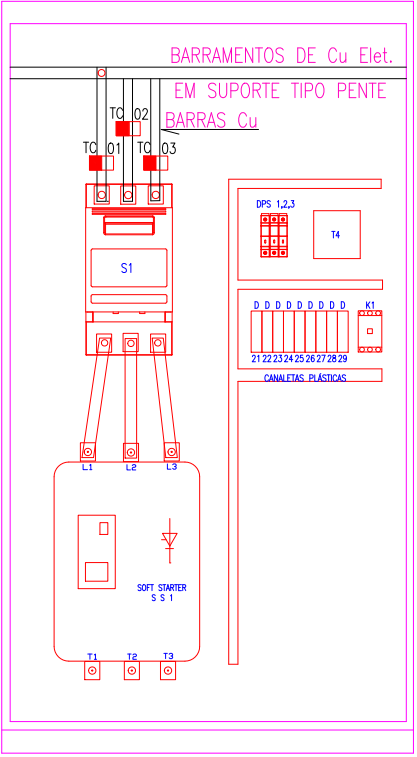 BARRAMENTOS DE Cu Elet.
EM SUPORTE TIPO PENTE
TC 02
BARRAS Cu
TC 01
TC 03
DPS 1,2,3
T4
S1
D D D D D D D D D
K1
21 22 23 24 25 26 27 28 29
CANALETAS PLÁSTICAS
L1 L2 L3
SOFT STARTER
S S 1
T1 T2 T3